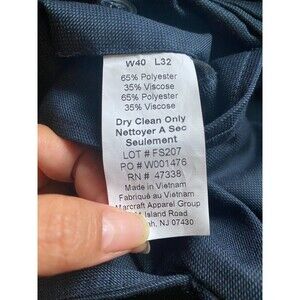 W40 L32
65% Polyester
35% Viscose
65% Polyester
35% Viscose
Dry Clean Only
Nettoyer A Sec
Seulement
LOT # FS207
PO # W001476
RN # 47338
Made in Vietnam
Fabriqué au Vietnam
Marcraft Apparel Group
Island Road
NJ 07430